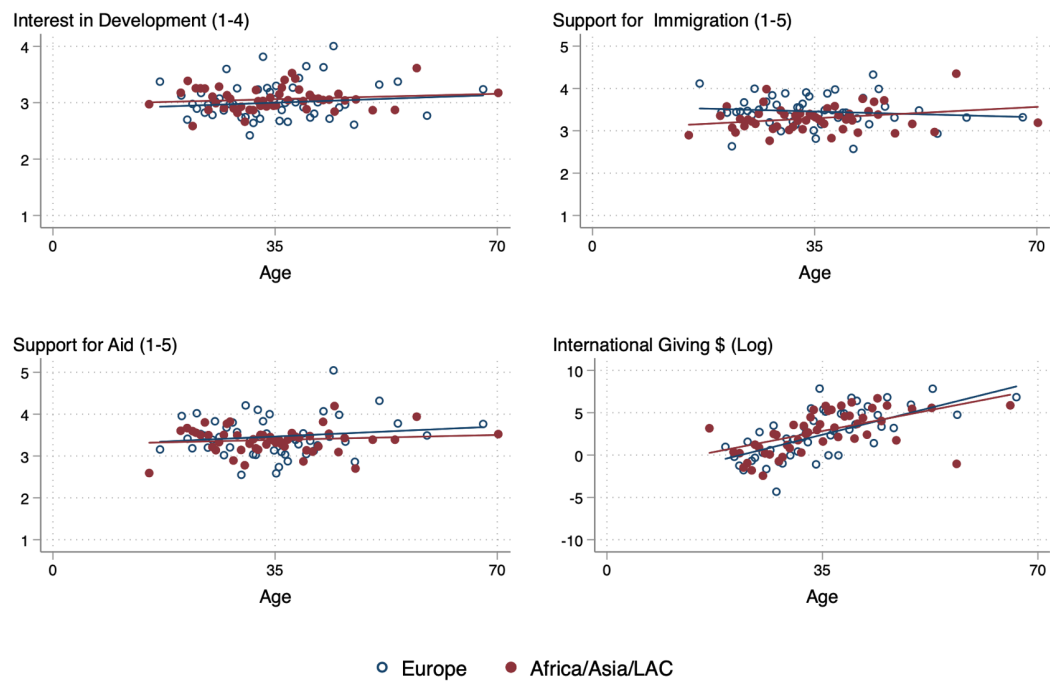 Interest in Development (1-4)
4
3
2
1
0 35 70
Age
Support for Immigration (1-5)
5
4
3
2
1
0 35 70
Age
Support for Aid (1-5)
5
4
3
2
1
0 35 70
Age
International Giving $ (Log)
10
5
0
-5
-10
0 35 70
Age
Europe Africa/Asia/LAC